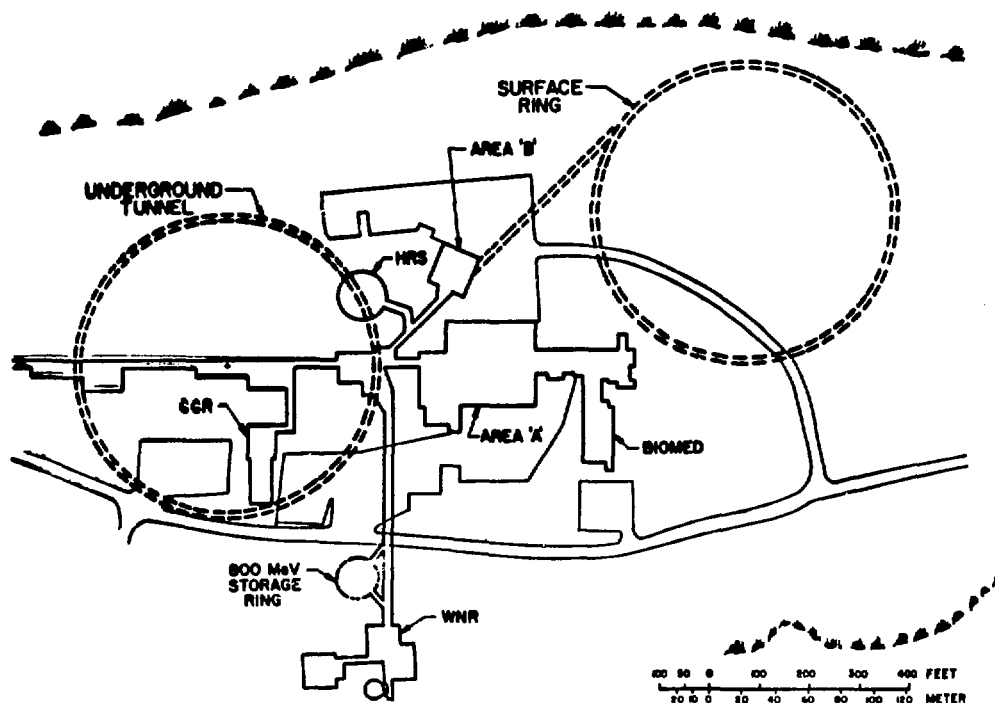 SURFACE
RING
AREA 'B'
UNDERGROUND
TUNNEL
HRS
CCR
AREA 'A'
BIOMED
800 MeV
STORAGE
RING
WNR
100 50 0 100 200 300 400 FEET
20 10 0 20 40 60 80 100 120 METER